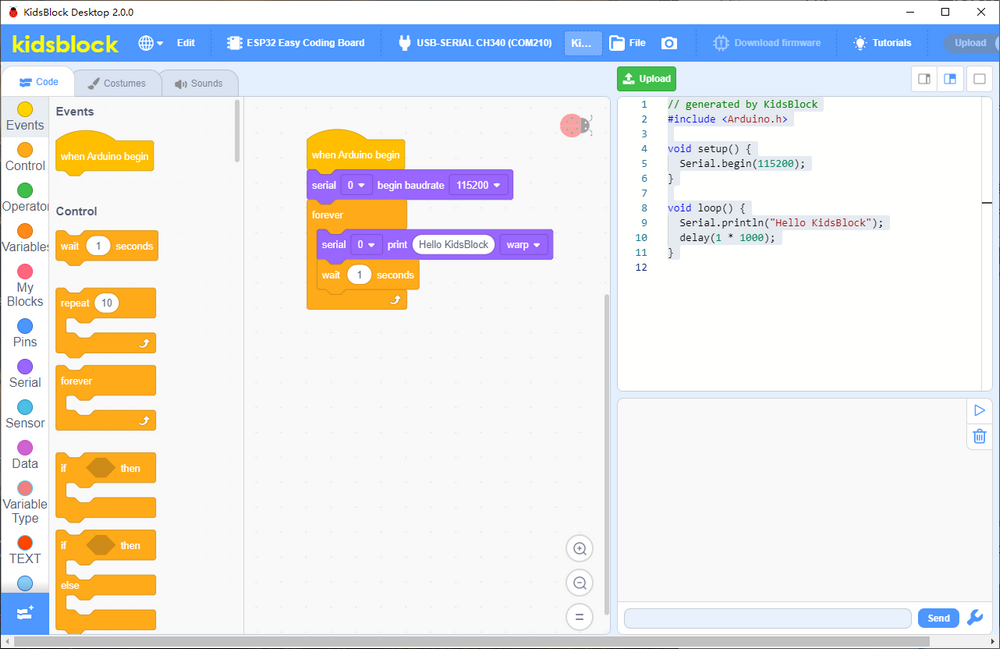 KidsBlock Desktop 2.0.0
kidsblock
Edit
ESP32 Easy Coding Board
USB-SERIAL CH340 (COM210)
Ki...
File
Download firmware
Tutorials
Upload
Code
Costumes
Sounds
Upload
Events
Control
Operator
Variables
My
Blocks
Pins
Serial
Sensor
Data
Variable
Type
TEXT
Events
when Arduino begin
Control
wait 1 seconds
repeat 10
forever
if then
if then
else
when Arduino begin
serial 0 begin baudrate 115200
forever
serial 0 print Hello KidsBlock warp
wait 1 seconds
1 // generated by KidsBlock
2 #include <Arduino.h>
3
4 void setup() {
5 Serial.begin(115200);
6 }
7
8 void loop() {
9 Serial.println("Hello KidsBlock");
10 delay(1 * 1000);
11 }
12
Send